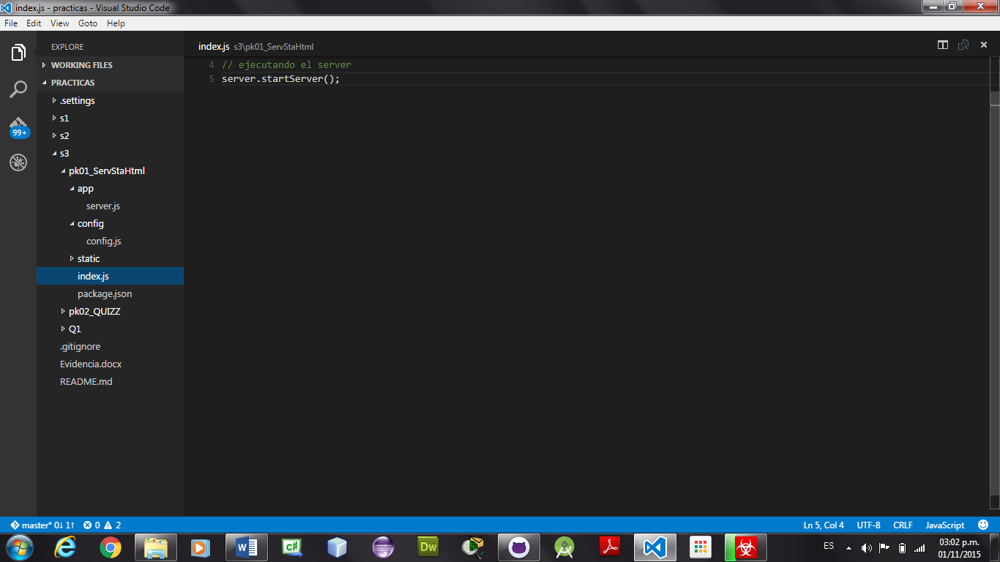 index.js - practicas - Visual Studio Code
File Edit View Goto Help
EXPLORE
WORKING FILES
PRACTICAS
.settings
s1
s2
s3
pk01_ServStaHtml
app
server.js
config
config.js
static
index.js
package.json
pk02_QUIZZ
Q1
.gitignore
Evidencia.docx
README.md
99+
index.js s3\pk01_ServStaHtml
4 // ejecutando el server
5 server.startServer();
master* 0↓ 1↑ 0 2
Ln 5, Col 4 UTF-8 CRLF JavaScript
W C# Dw
ES
03:02 p.m.
01/11/2015